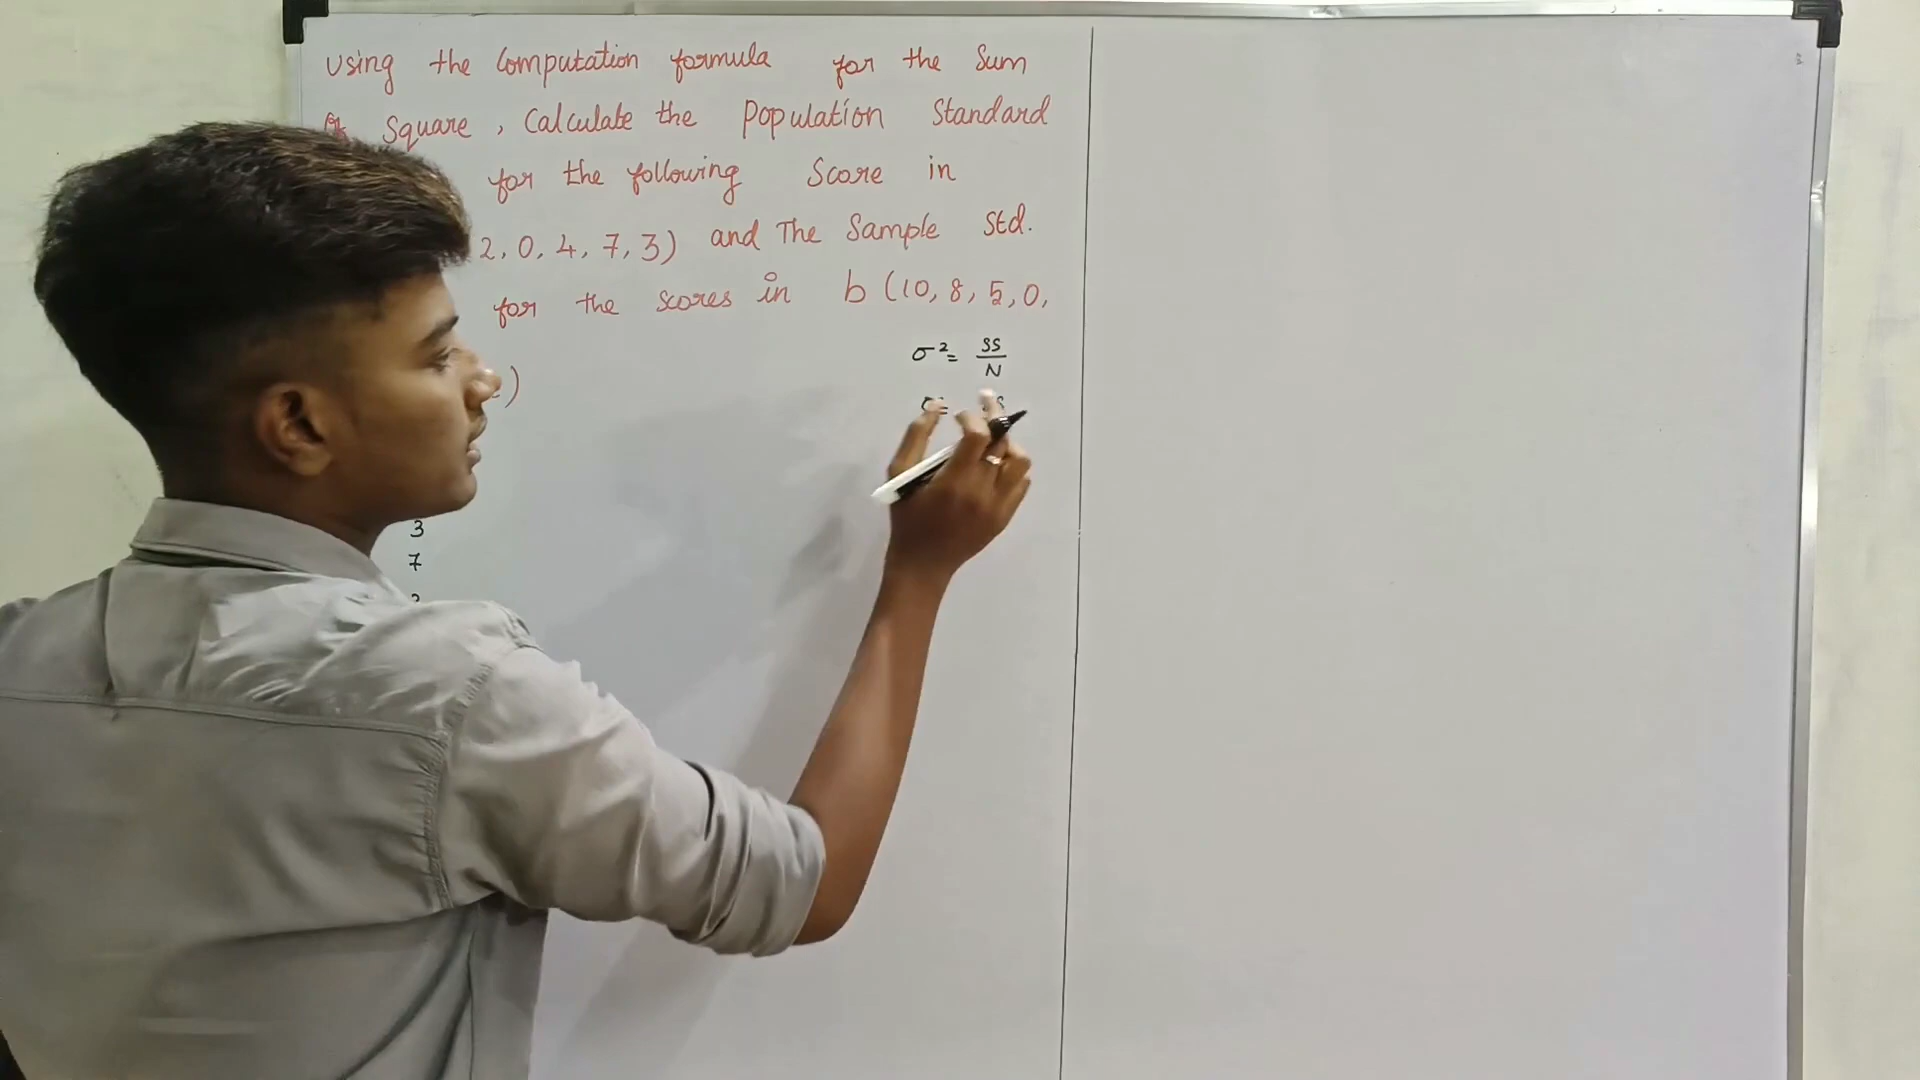 Using the Computation formula for the Sum
Square, Calculate the Population Standard
for the following Score in
2, 0, 4, 7, 3) and The Sample Std.
for the scores in b (10, 8, 5, 0,
σ² = SS/N
)
3
7